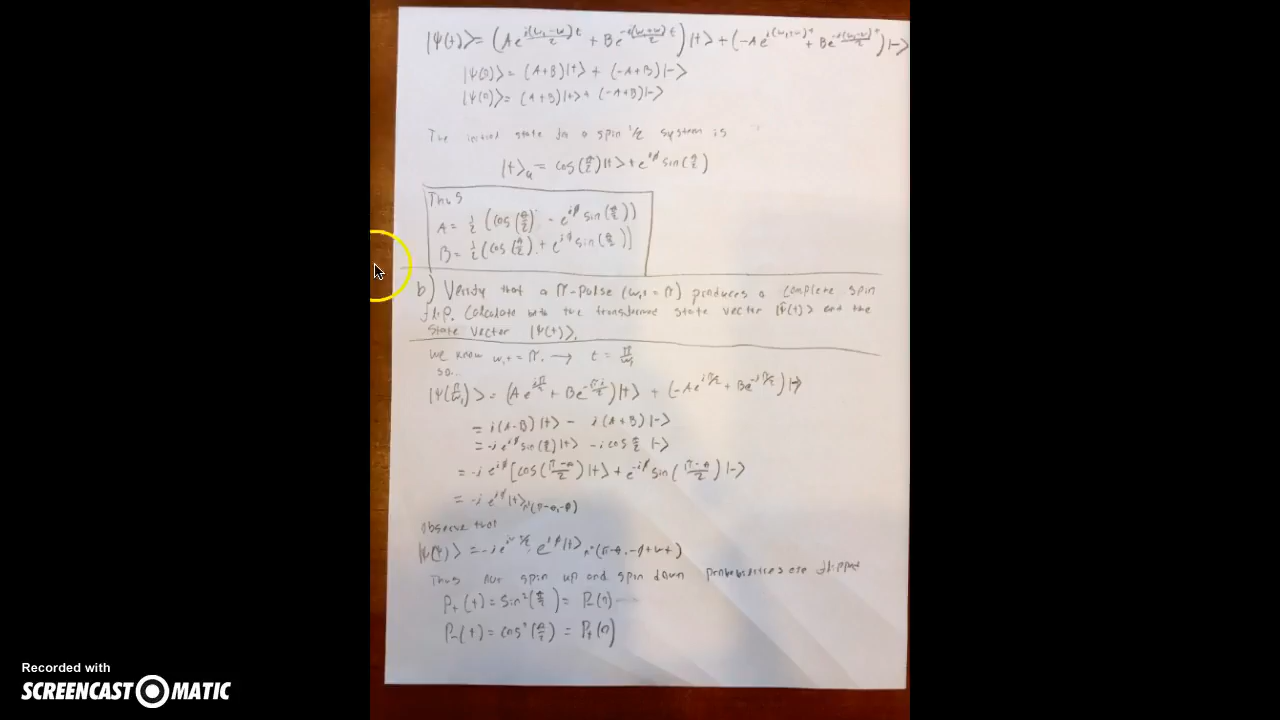 |Ψ(t)> = (Ae^{i(ω₁-ω)t/2} + Be^{-i(ω₁+ω)t/2})|+> + (-Ae^{i(ω₁+ω)t/2} + Be^{-i(ω₁-ω)t/2})|->
|Ψ(0)> = (A+B)|+> + (-A+B)|->
|Ψ(0)> = (A+B)|+> + (-A+B)|->
The initial state for a spin 1/2 system is
|+>ₙ = cos(θ/2)|+> + e^{iφ} sin(θ/2)
Thus
A = 1/2 (cos(θ/2) - e^{iφ} sin(θ/2))
B = 1/2 (cos(θ/2) + e^{iφ} sin(θ/2))
b) Verify that a π-pulse (ω₁t = π) produces a complete spin
flip. Calculate both the transformed state vector |Ψ̃(t)> and the
state vector |Ψ(t)>.
We know ω₁t = π. → t = π/ω₁
so...
|Ψ(π/ω₁)> = (Ae^{iπ/2} + Be^{-πi/2})|+> + (-Ae^{iπ/2} + Be^{-iπ/2})|->
= i(A-B)|+> - i(A+B)|->
= -i e^{iφ} sin(θ/2)|+> - i cos θ/2 |->
= -i e^{iφ} [cos(π-θ/2)|+> + e^{-iφ} sin(π-θ/2)|->
= -i e^{iφ}|+>ₙ'(π-θ,-φ)
Observe that
Thus our spin up and spin down probabilities are flipped
P₊(t) = sin²(θ/2) = P₋(0)
P₋(t) = cos²(θ/2) = P₊(0)
Recorded with
SCREENCAST-O-MATIC